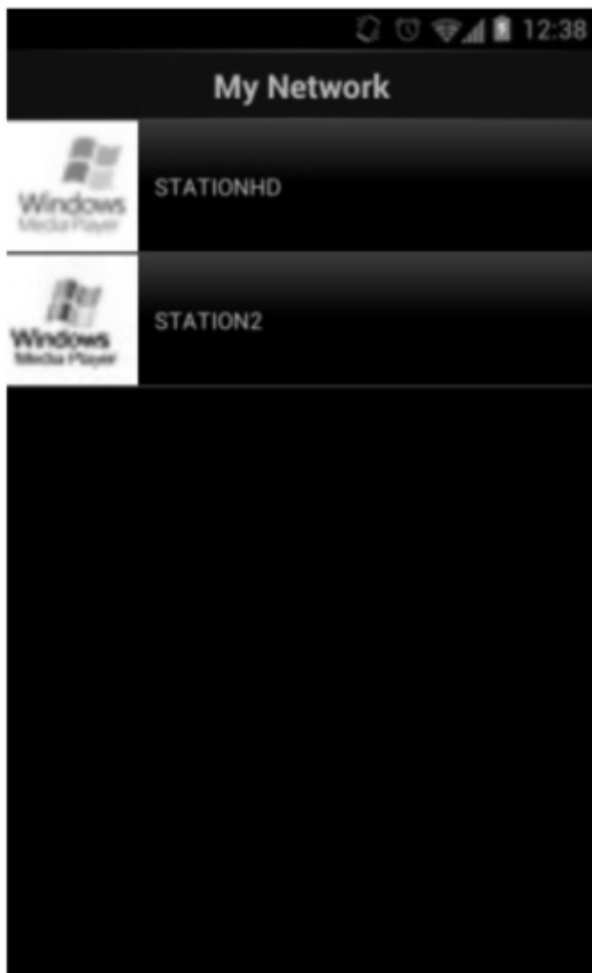 12:38
My Network
Windows
Media Player
STATIONHD
Windows
Media Player
STATION2